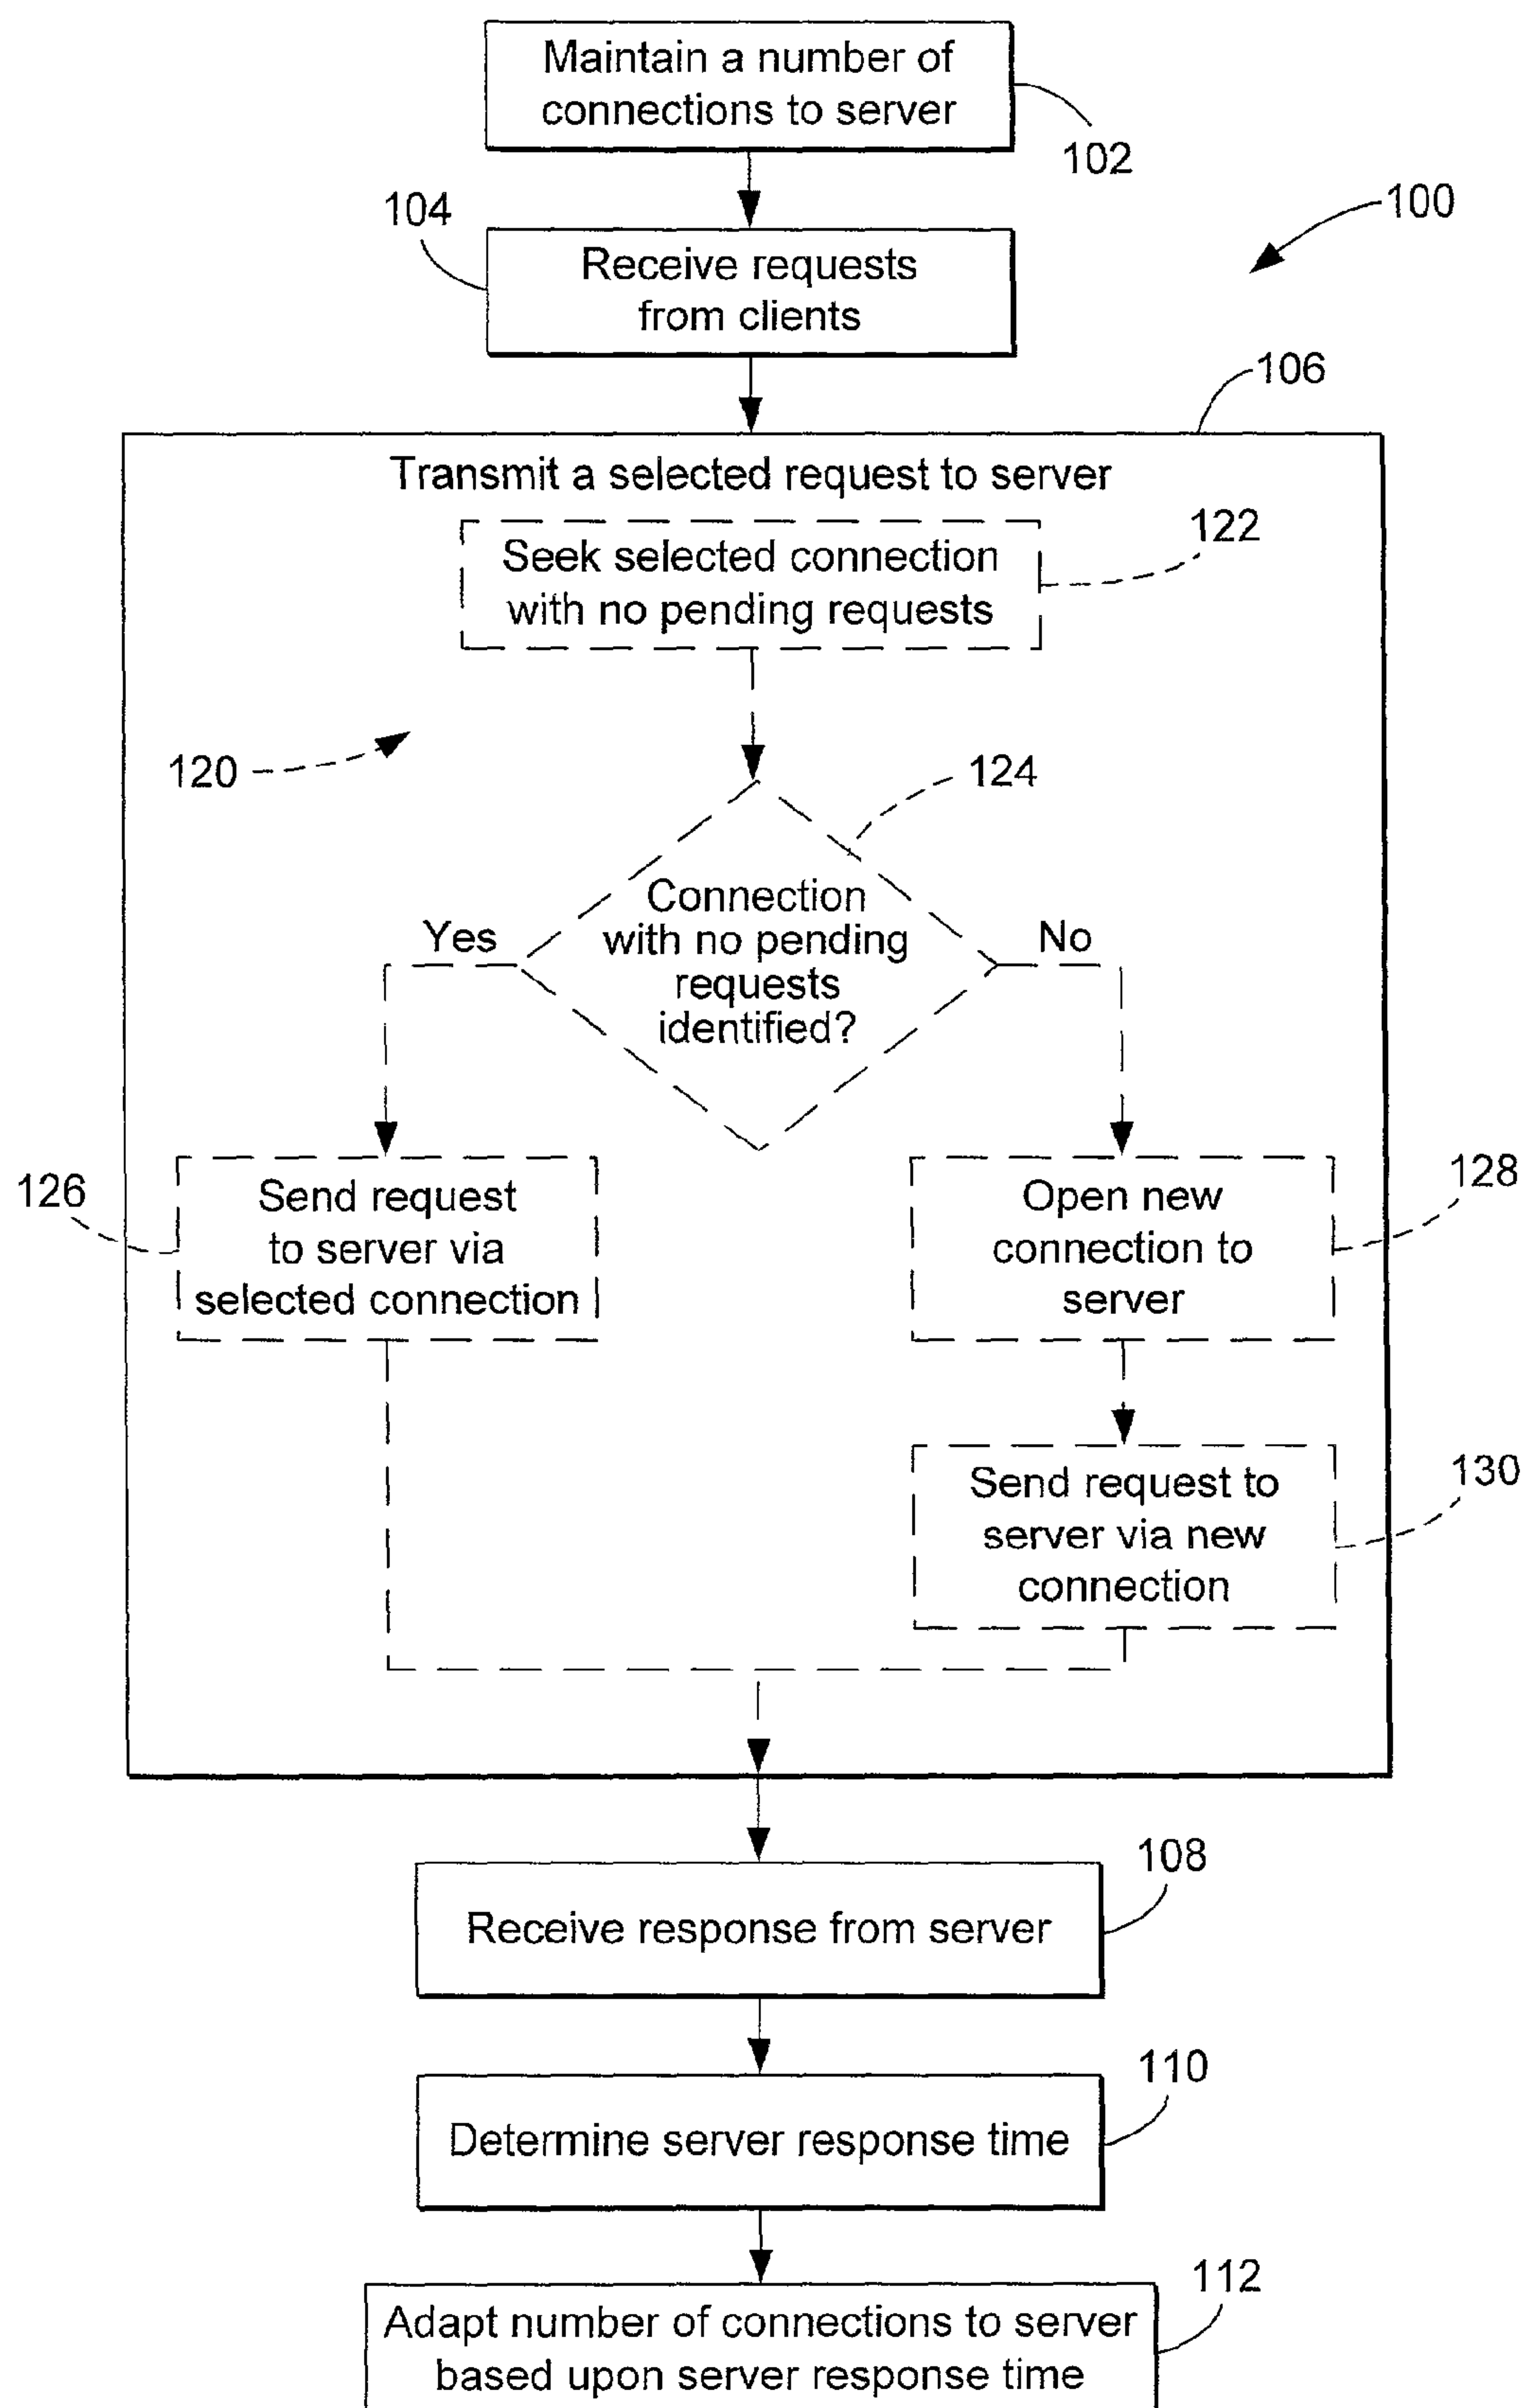 Maintain a number of
connections to server
102
104
100
Receive requests
from clients
106
Transmit a selected request to server
122
Seek selected connection
with no pending requests
120
124
Connection
with no pending
requests
identified?
Yes
No
126
Send request
to server via
selected connection
128
Open new
connection to
server
130
Send request to
server via new
connection
108
Receive response from server
110
Determine server response time
112
Adapt number of connections to server
based upon server response time